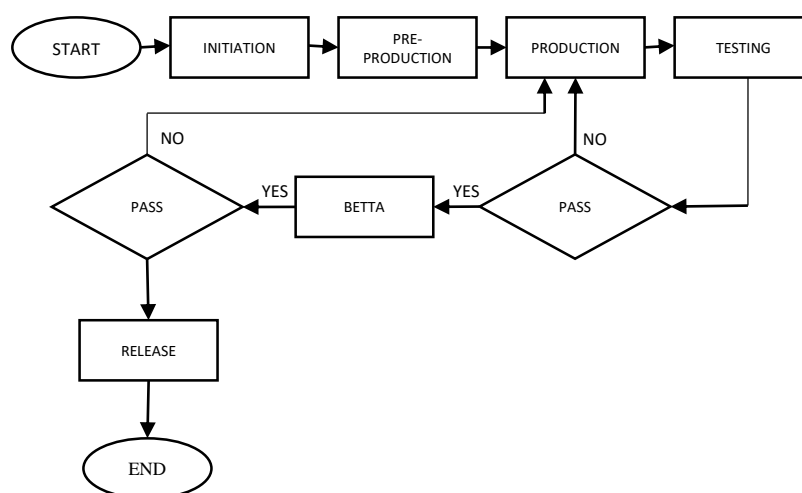 START
INITIATION
PRE-
PRODUCTION
PRODUCTION
TESTING
NO
NO
PASS
YES
BETTA
YES
PASS
RELEASE
END